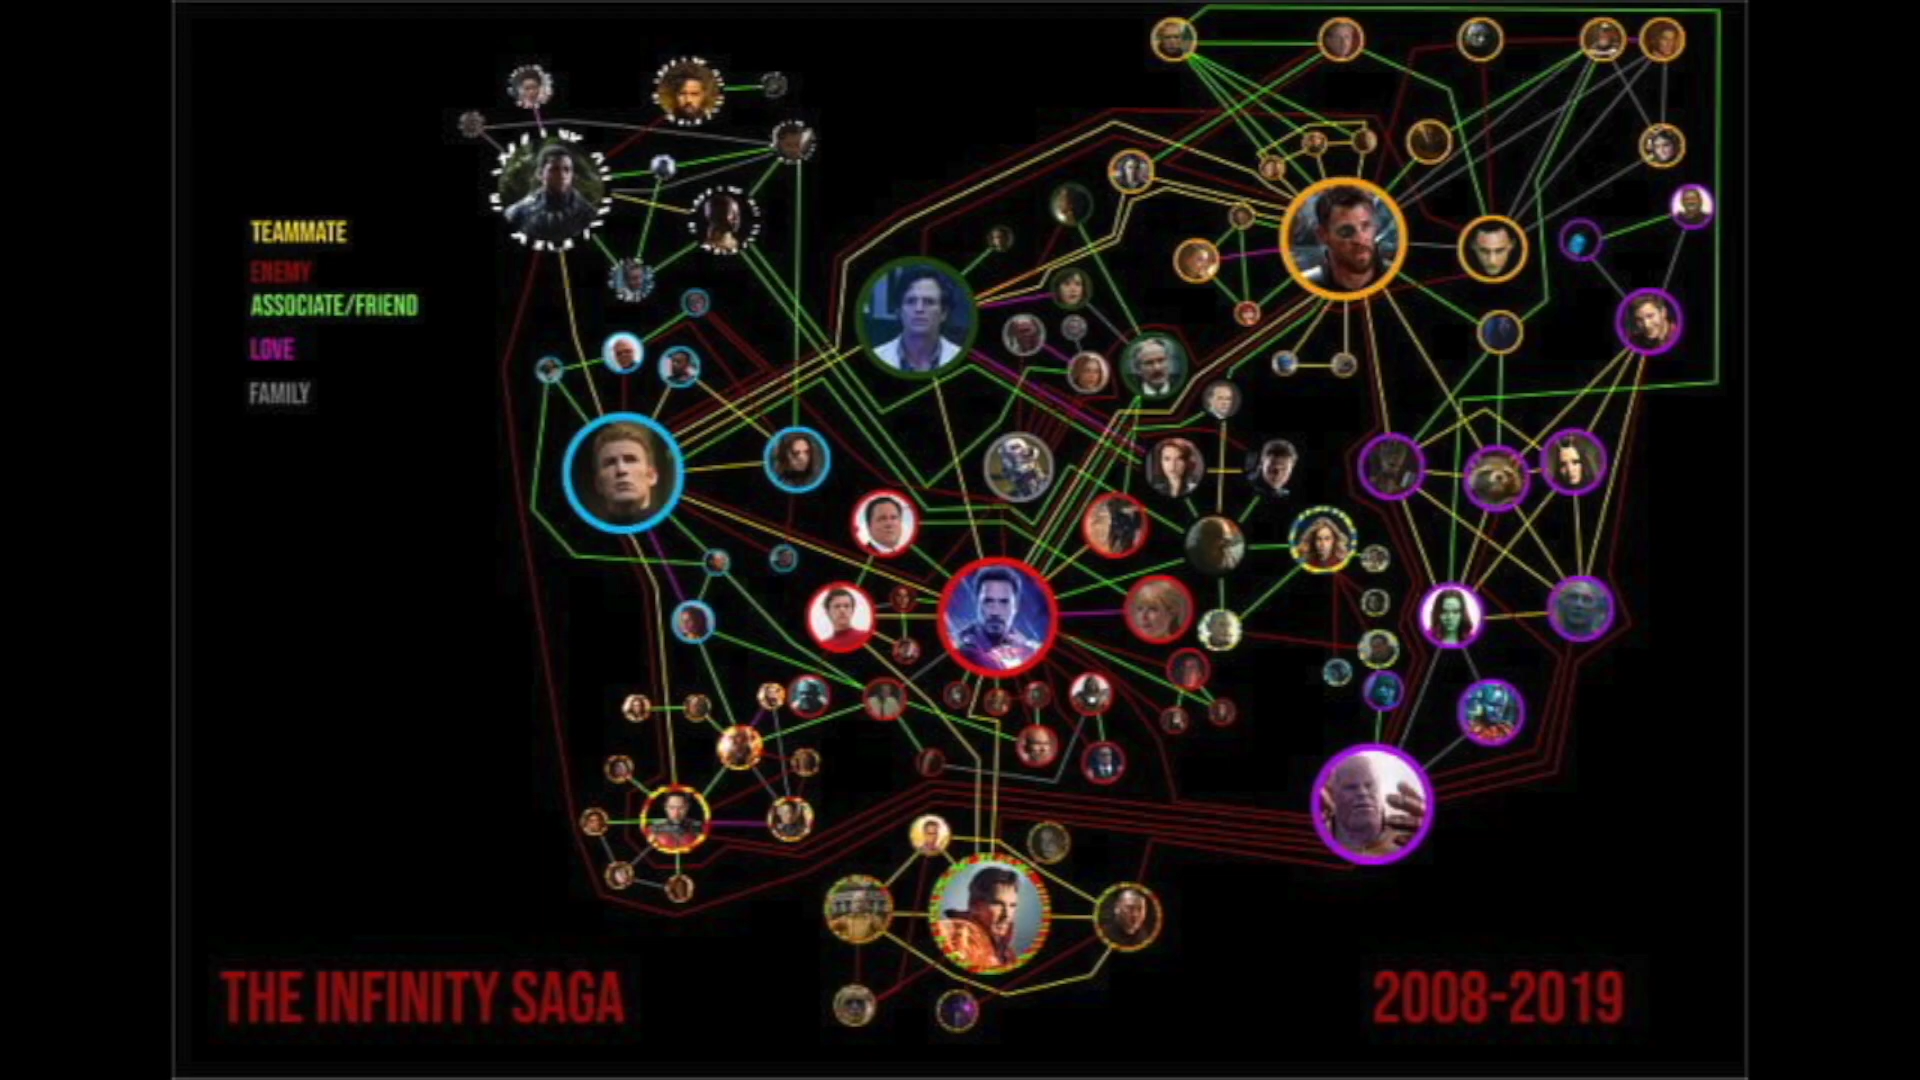 TEAMMATE
ENEMY
ASSOCIATE/FRIEND
LOVE
FAMILY
THE INFINITY SAGA
2008-2019